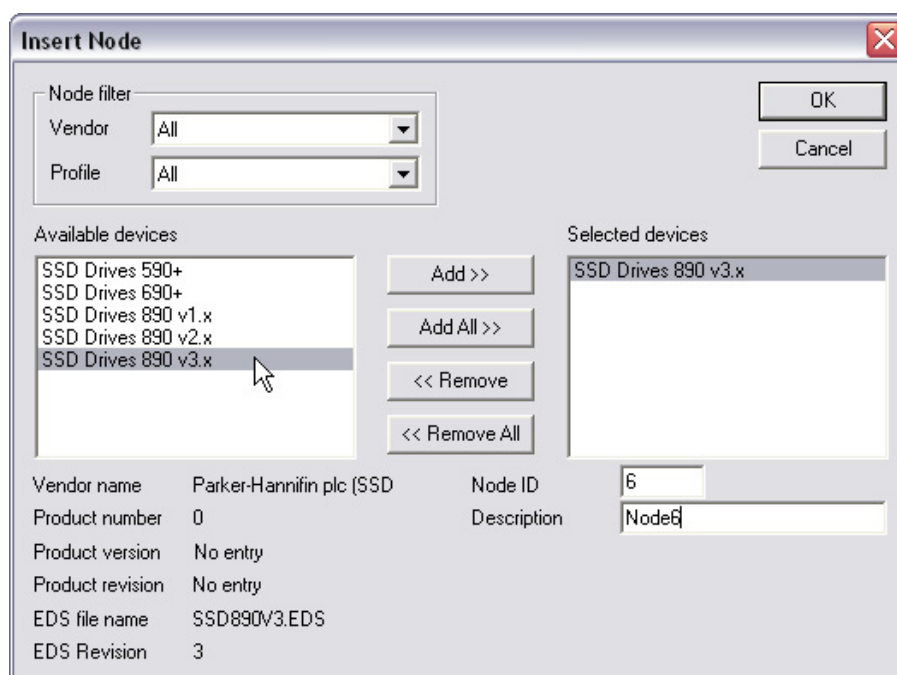 Insert Node
Node filter
Vendor All
Profile All
OK
Cancel
Available devices
SSD Drives 590+
SSD Drives 690+
SSD Drives 890 v1.x
SSD Drives 890 v2.x
SSD Drives 890 v3.x
Add >>
Add All >>
<< Remove
<< Remove All
Selected devices
SSD Drives 890 v3.x
Vendor name Parker-Hannifin plc (SSD
Product number 0
Product version No entry
Product revision No entry
EDS file name SSD890V3.EDS
EDS Revision 3
Node ID 6
Description Node6